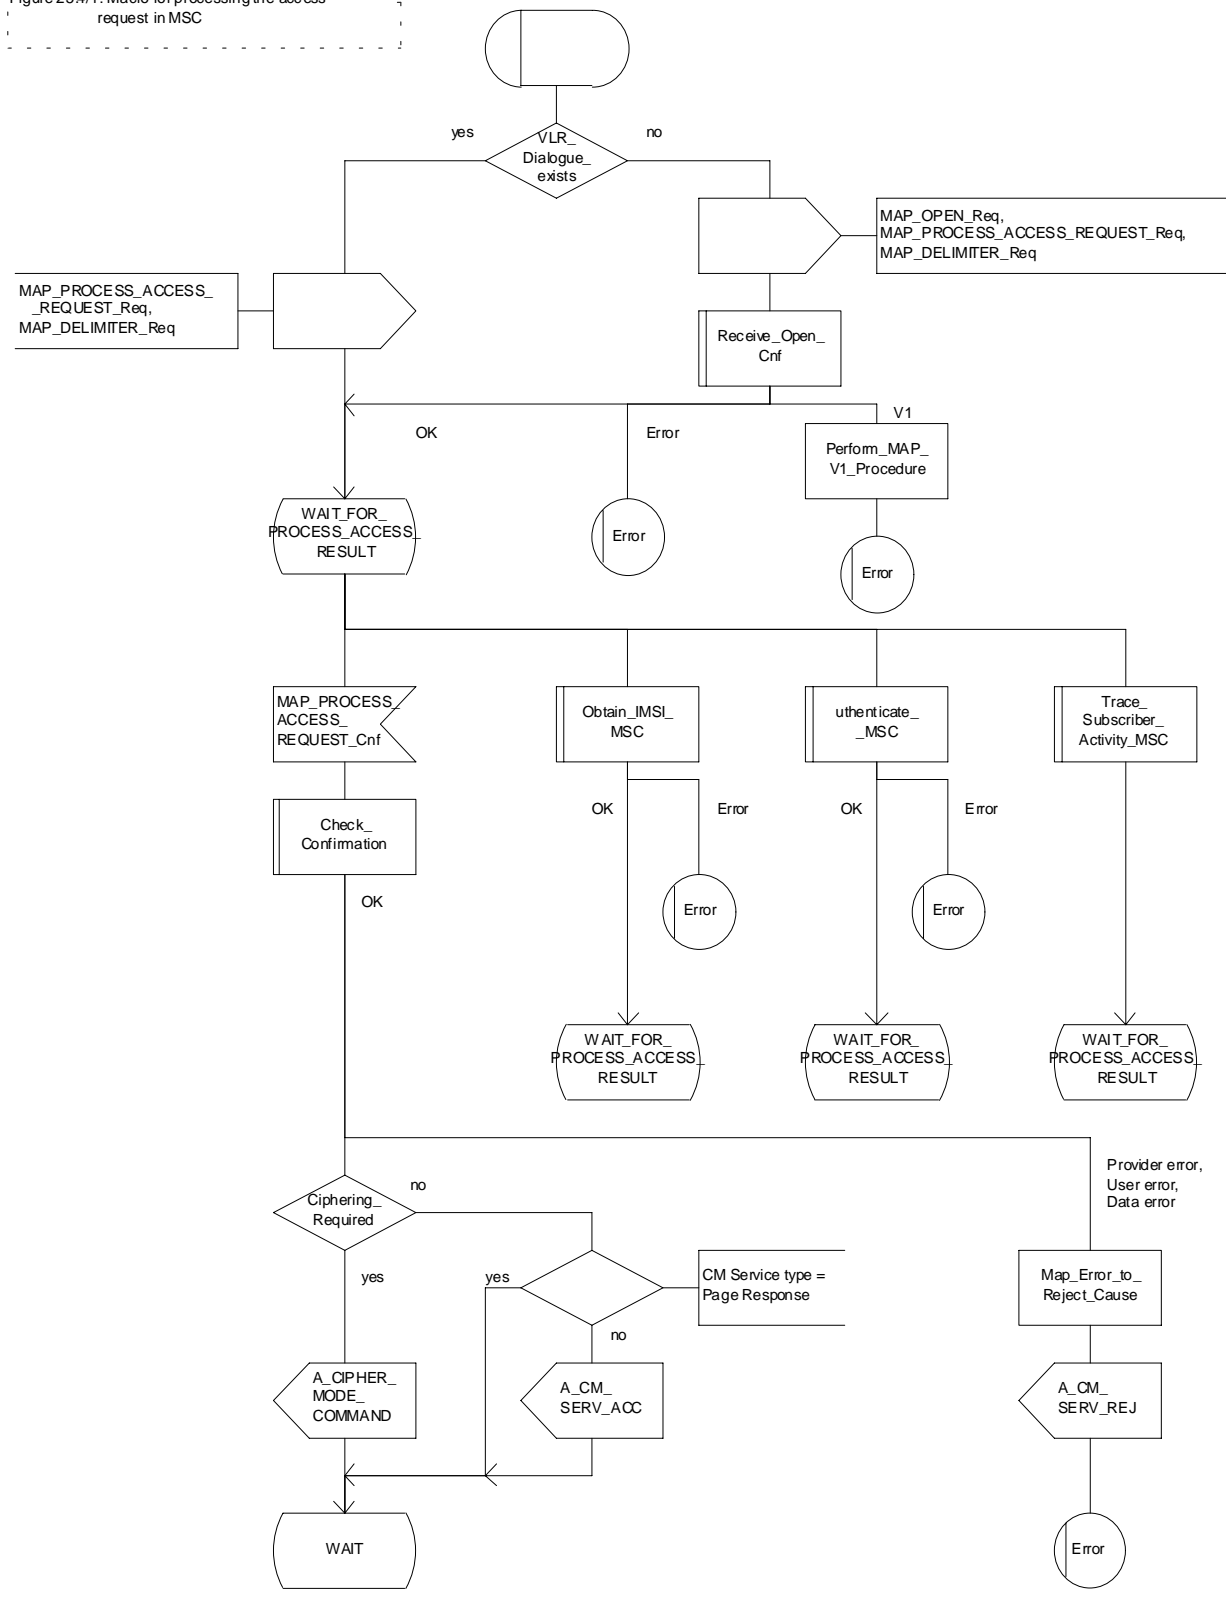 request in MSC
yes
no
VLR_
Dialogue_
exists
MAP_OPEN_Req,
MAP_PROCESS_ACCESS_REQUEST_Req,
MAP_DELIMITER_Req
MAP_PROCESS_ACCESS_
_REQUEST_Req,
MAP_DELIMITER_Req
Receive_Open_
Cnf
OK
Error
V1
Perform_MAP_
V1_Procedure
WAIT_FOR_
PROCESS_ACCESS_
RESULT
Error
Error
MAP_PROCESS_
ACCESS_
REQUEST_Cnf
Obtain_IMSI_
MSC
uthenticate_
_MSC
Trace_
Subscriber_
Activity_MSC
Check_
Confirmation
OK
Error
OK
Error
OK
Error
Error
WAIT_FOR_
PROCESS_ACCESS_
RESULT
WAIT_FOR_
PROCESS_ACCESS_
RESULT
WAIT_FOR_
PROCESS_ACCESS_
RESULT
Provider error,
User error,
Data error
Ciphering_
Required
no
yes
yes
CM Service type =
Page Response
no
Map_Error_to_
Reject_Cause
A_CIPHER_
MODE_
COMMAND
A_CM_
SERV_ACC
A_CM_
SERV_REJ
WAIT
Error